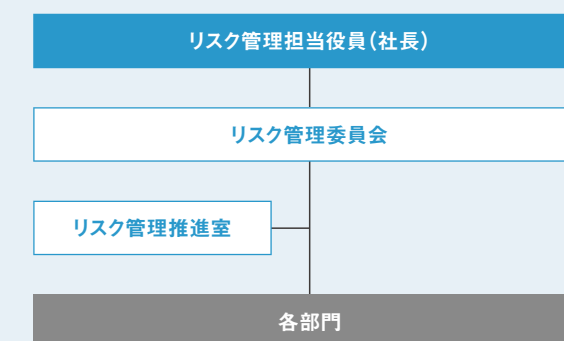 リスク管理担当役員(社長)
リスク管理委員会
リスク管理推進室
各部門